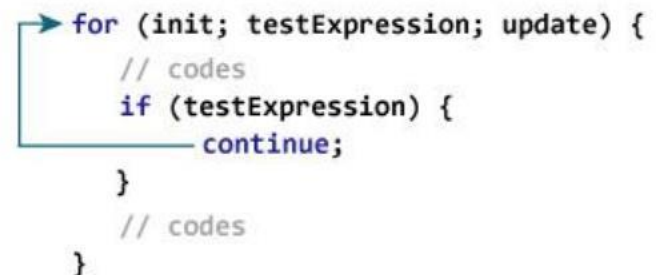 for (init; testExpression; update) {
// codes
if (testExpression) {
continue;
}
// codes
}